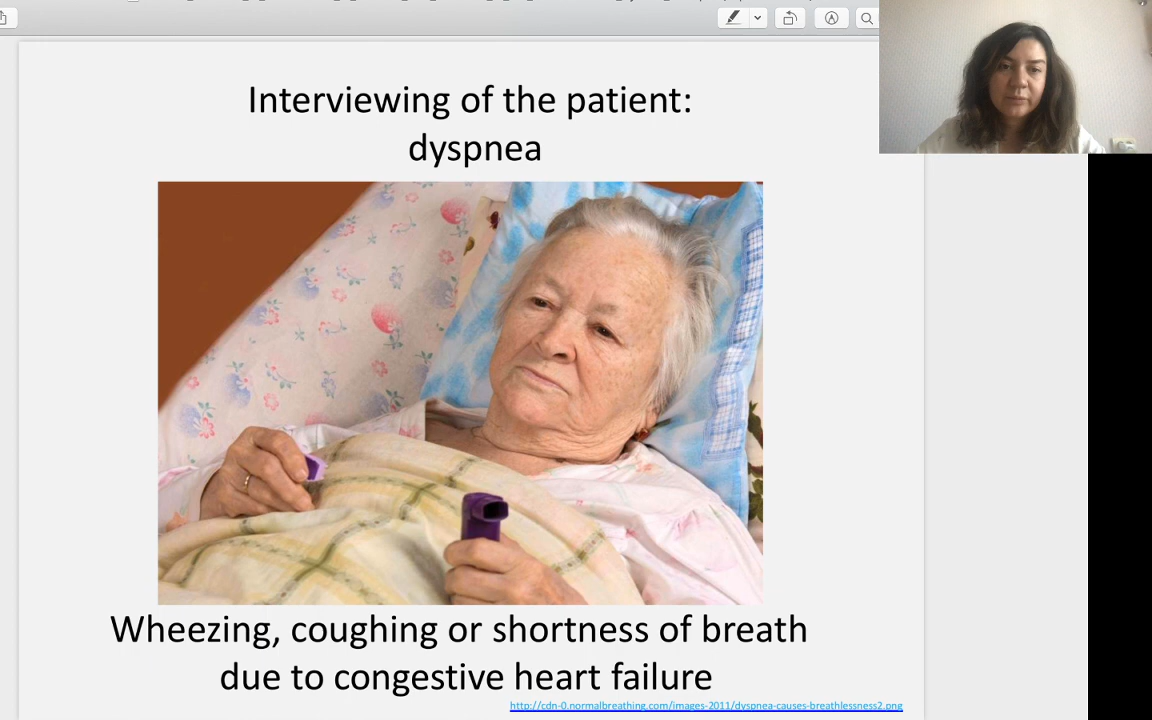 Interviewing of the patient:
dyspnea
Wheezing, coughing or shortness of breath
due to congestive heart failure
http://cdn-0.normalbreathing.com/images-2011/dyspnea-causes-breathlessness2.png